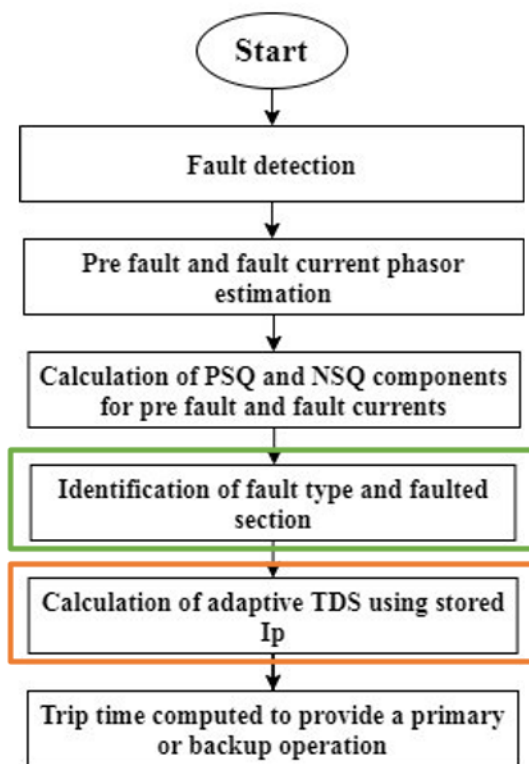 Start
Fault detection
Pre fault and fault current phasor
estimation
Calculation of PSQ and NSQ components
for pre fault and fault currents
Identification of fault type and faulted
section
Calculation of adaptive TDS using stored
Ip
Trip time computed to provide a primary
or backup operation